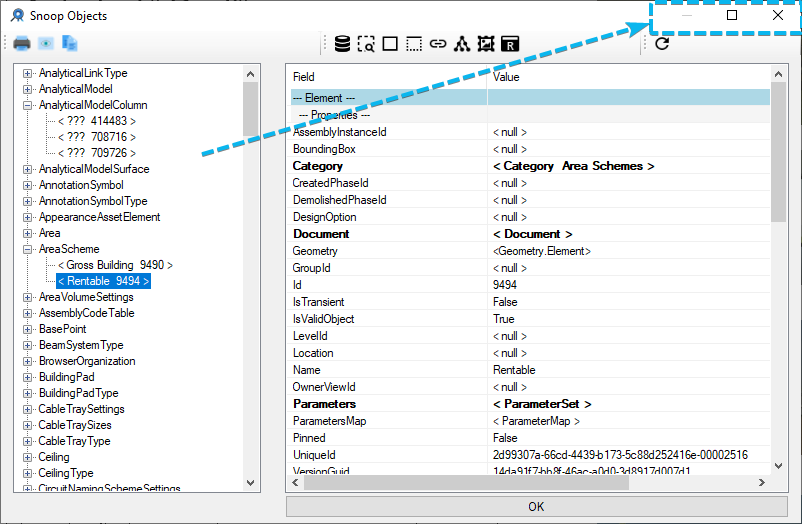 Snoop Objects
AnalyticalLinkType
AnalyticalModel
AnalyticalModelColumn
< ??? 414483 >
< ??? 708716 >
< ??? 709726 >
AnalyticalModelSurface
AnnotationSymbol
AnnotationSymbolType
AppearanceAssetElement
Area
AreaScheme
< Gross Building 9490 >
< Rentable 9494 >
AreaVolumeSettings
AssemblyCodeTable
BasePoint
BeamSystemType
BrowserOrganization
BuildingPad
BuildingPadType
CableTraySettings
CableTraySizes
CableTrayType
Ceiling
CeilingType
CircuitNamingSchemeSettings
R
Field Value
--- Element ---
--- Properties ---
AssemblyInstanceId < null >
BoundingBox < null >
Category < Category Area Schemes >
CreatedPhaseId < null >
DemolishedPhaseId < null >
DesignOption < null >
Document < Document >
Geometry <Geometry.Element>
GroupId < null >
Id 9494
IsTransient False
IsValidObject True
LevelId < null >
Location < null >
Name Rentable
OwnerViewId < null >
Parameters < ParameterSet >
ParametersMap < ParameterMap >
Pinned False
UniqueId 2d99307a-66cd-4439-b173-5c88d252416e-00002516
VersionGuid 14da91f7-bb8f-46ac-a0d0-3d8917d007d1
OK